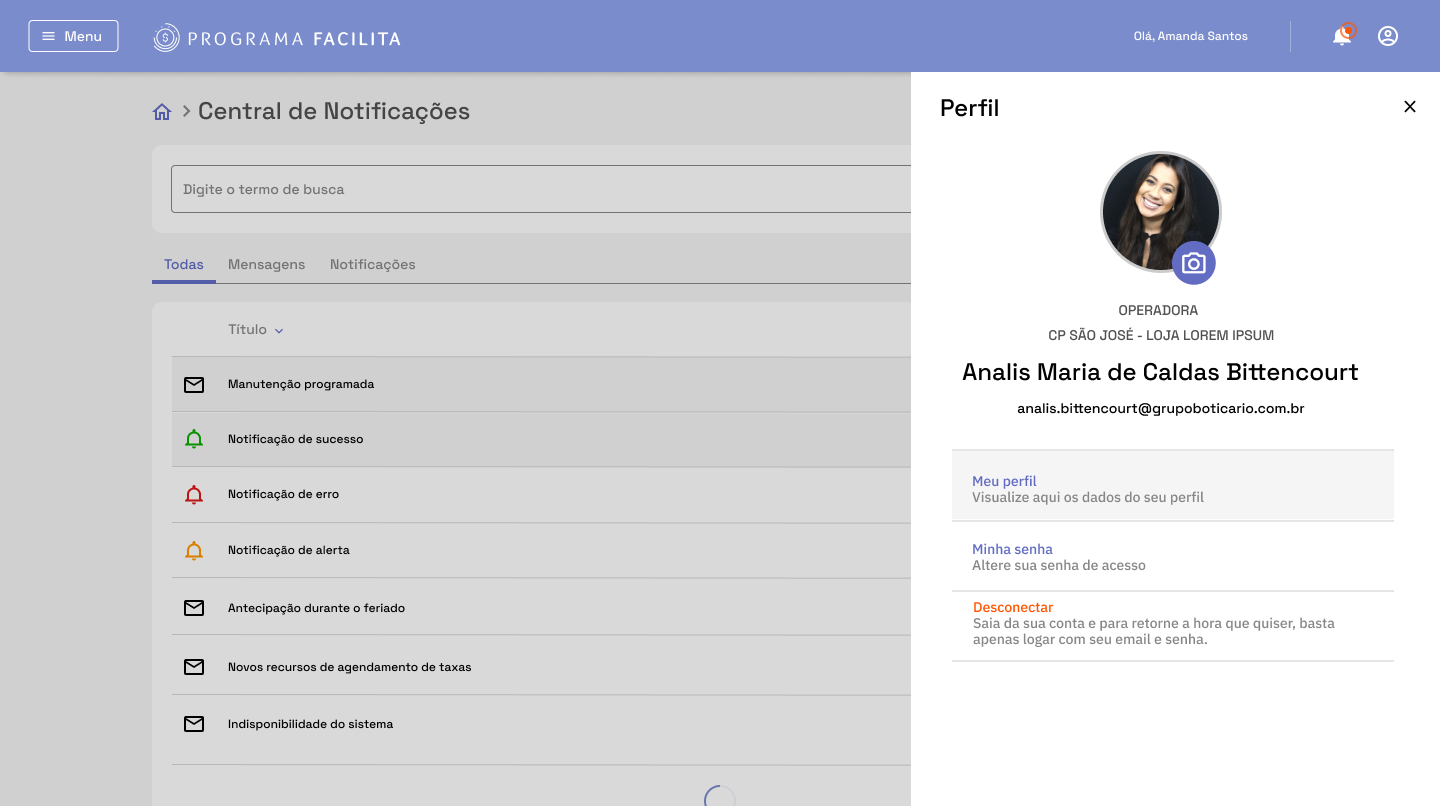 Menu
PROGRAMA FACILITA
Olá, Amanda Santos
Central de Notificações
Digite o termo de busca
Todas
Mensagens
Notificações
Título
Manutenção programada
Notificação de sucesso
Notificação de erro
Notificação de alerta
Antecipação durante o feriado
Novos recursos de agendamento de taxas
Indisponibilidade do sistema
Perfil
OPERADORA
CP SÃO JOSÉ - LOJA LOREM IPSUM
Analis Maria de Caldas Bittencourt
analis.bittencourt@grupoboticario.com.br
Meu perfil
Visualize aqui os dados do seu perfil
Minha senha
Altere sua senha de acesso
Desconectar
Saia da sua conta e para retorne a hora que quiser, basta
apenas logar com seu email e senha.